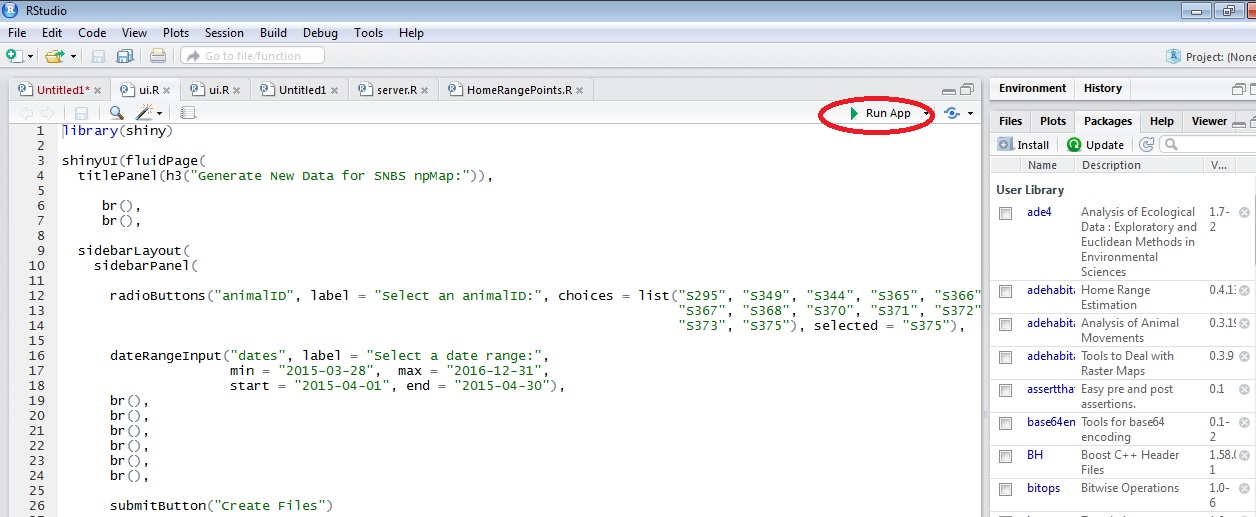 RStudio
File Edit Code View Plots Session Build Debug Tools Help
Go to file/function
Project: (None
Untitled1* ui.R ui.R Untitled1 server.R HomeRangePoints.R
Run App
1 library(shiny)
2
3 shinyUI(fluidPage(
4 titlePanel(h3("Generate New Data for SNBS npMap:")),
5
6 br(),
7 br(),
8
9 sidebarLayout(
10 sidebarPanel(
11
12 radioButtons("animalID", label = "Select an animalID:", choices = list("S295", "S349", "S344", "S365", "S366"
13 "S367", "S368", "S370", "S371", "S372"
14 "S373", "S375"), selected = "S375"),
15
16 dateRangeInput("dates", label = "Select a date range:",
17 min = "2015-03-28", max = "2016-12-31",
18 start = "2015-04-01", end = "2015-04-30"),
19 br(),
20 br(),
21 br(),
22 br(),
23 br(),
24 br(),
25
26 submitButton("Create Files")
Environment History
Files Plots Packages Help Viewer
Install Update
Name Description V...
User Library
ade4 Analysis of Ecological 1.7-
Data : Exploratory and 2
Euclidean Methods in
Environmental
Sciences
adehabita Home Range 0.4.1
Estimation
adehabita Analysis of Animal 0.3.19
Movements
adehabita Tools to Deal with 0.3.9
Raster Maps
assertthat Easy pre and post 0.1
assertions.
base64en Tools for base64 0.1-
encoding 2
BH Boost C++ Header 1.58.0
Files 1
bitops Bitwise Operations 1.0-
6